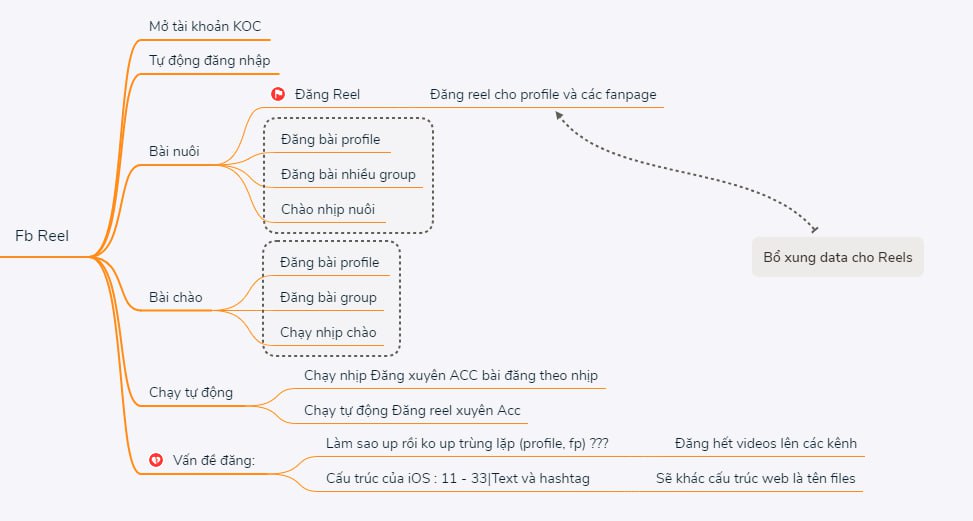 Mở tài khoản KOC
Tự động đăng nhập
Đăng Reel
Đăng reel cho profile và các fanpage
Đăng bài profile
Bài nuôi
Đăng bài nhiều group
Chào nhịp nuôi
Fb Reel
Bổ xung data cho Reels
Đăng bài profile
Bài chào
Đăng bài group
Chạy nhịp chào
Chạy nhịp Đăng xuyên ACC bài đăng theo nhịp
Chạy tự động
Chạy tự động Đăng reel xuyên Acc
Làm sao up rồi ko up trùng lặp (profile, fp) ???
Đăng hết videos lên các kênh
Vấn đề đăng:
Cấu trúc của iOS : 11 - 33|Text và hashtag
Sẽ khác cấu trúc web là tên files